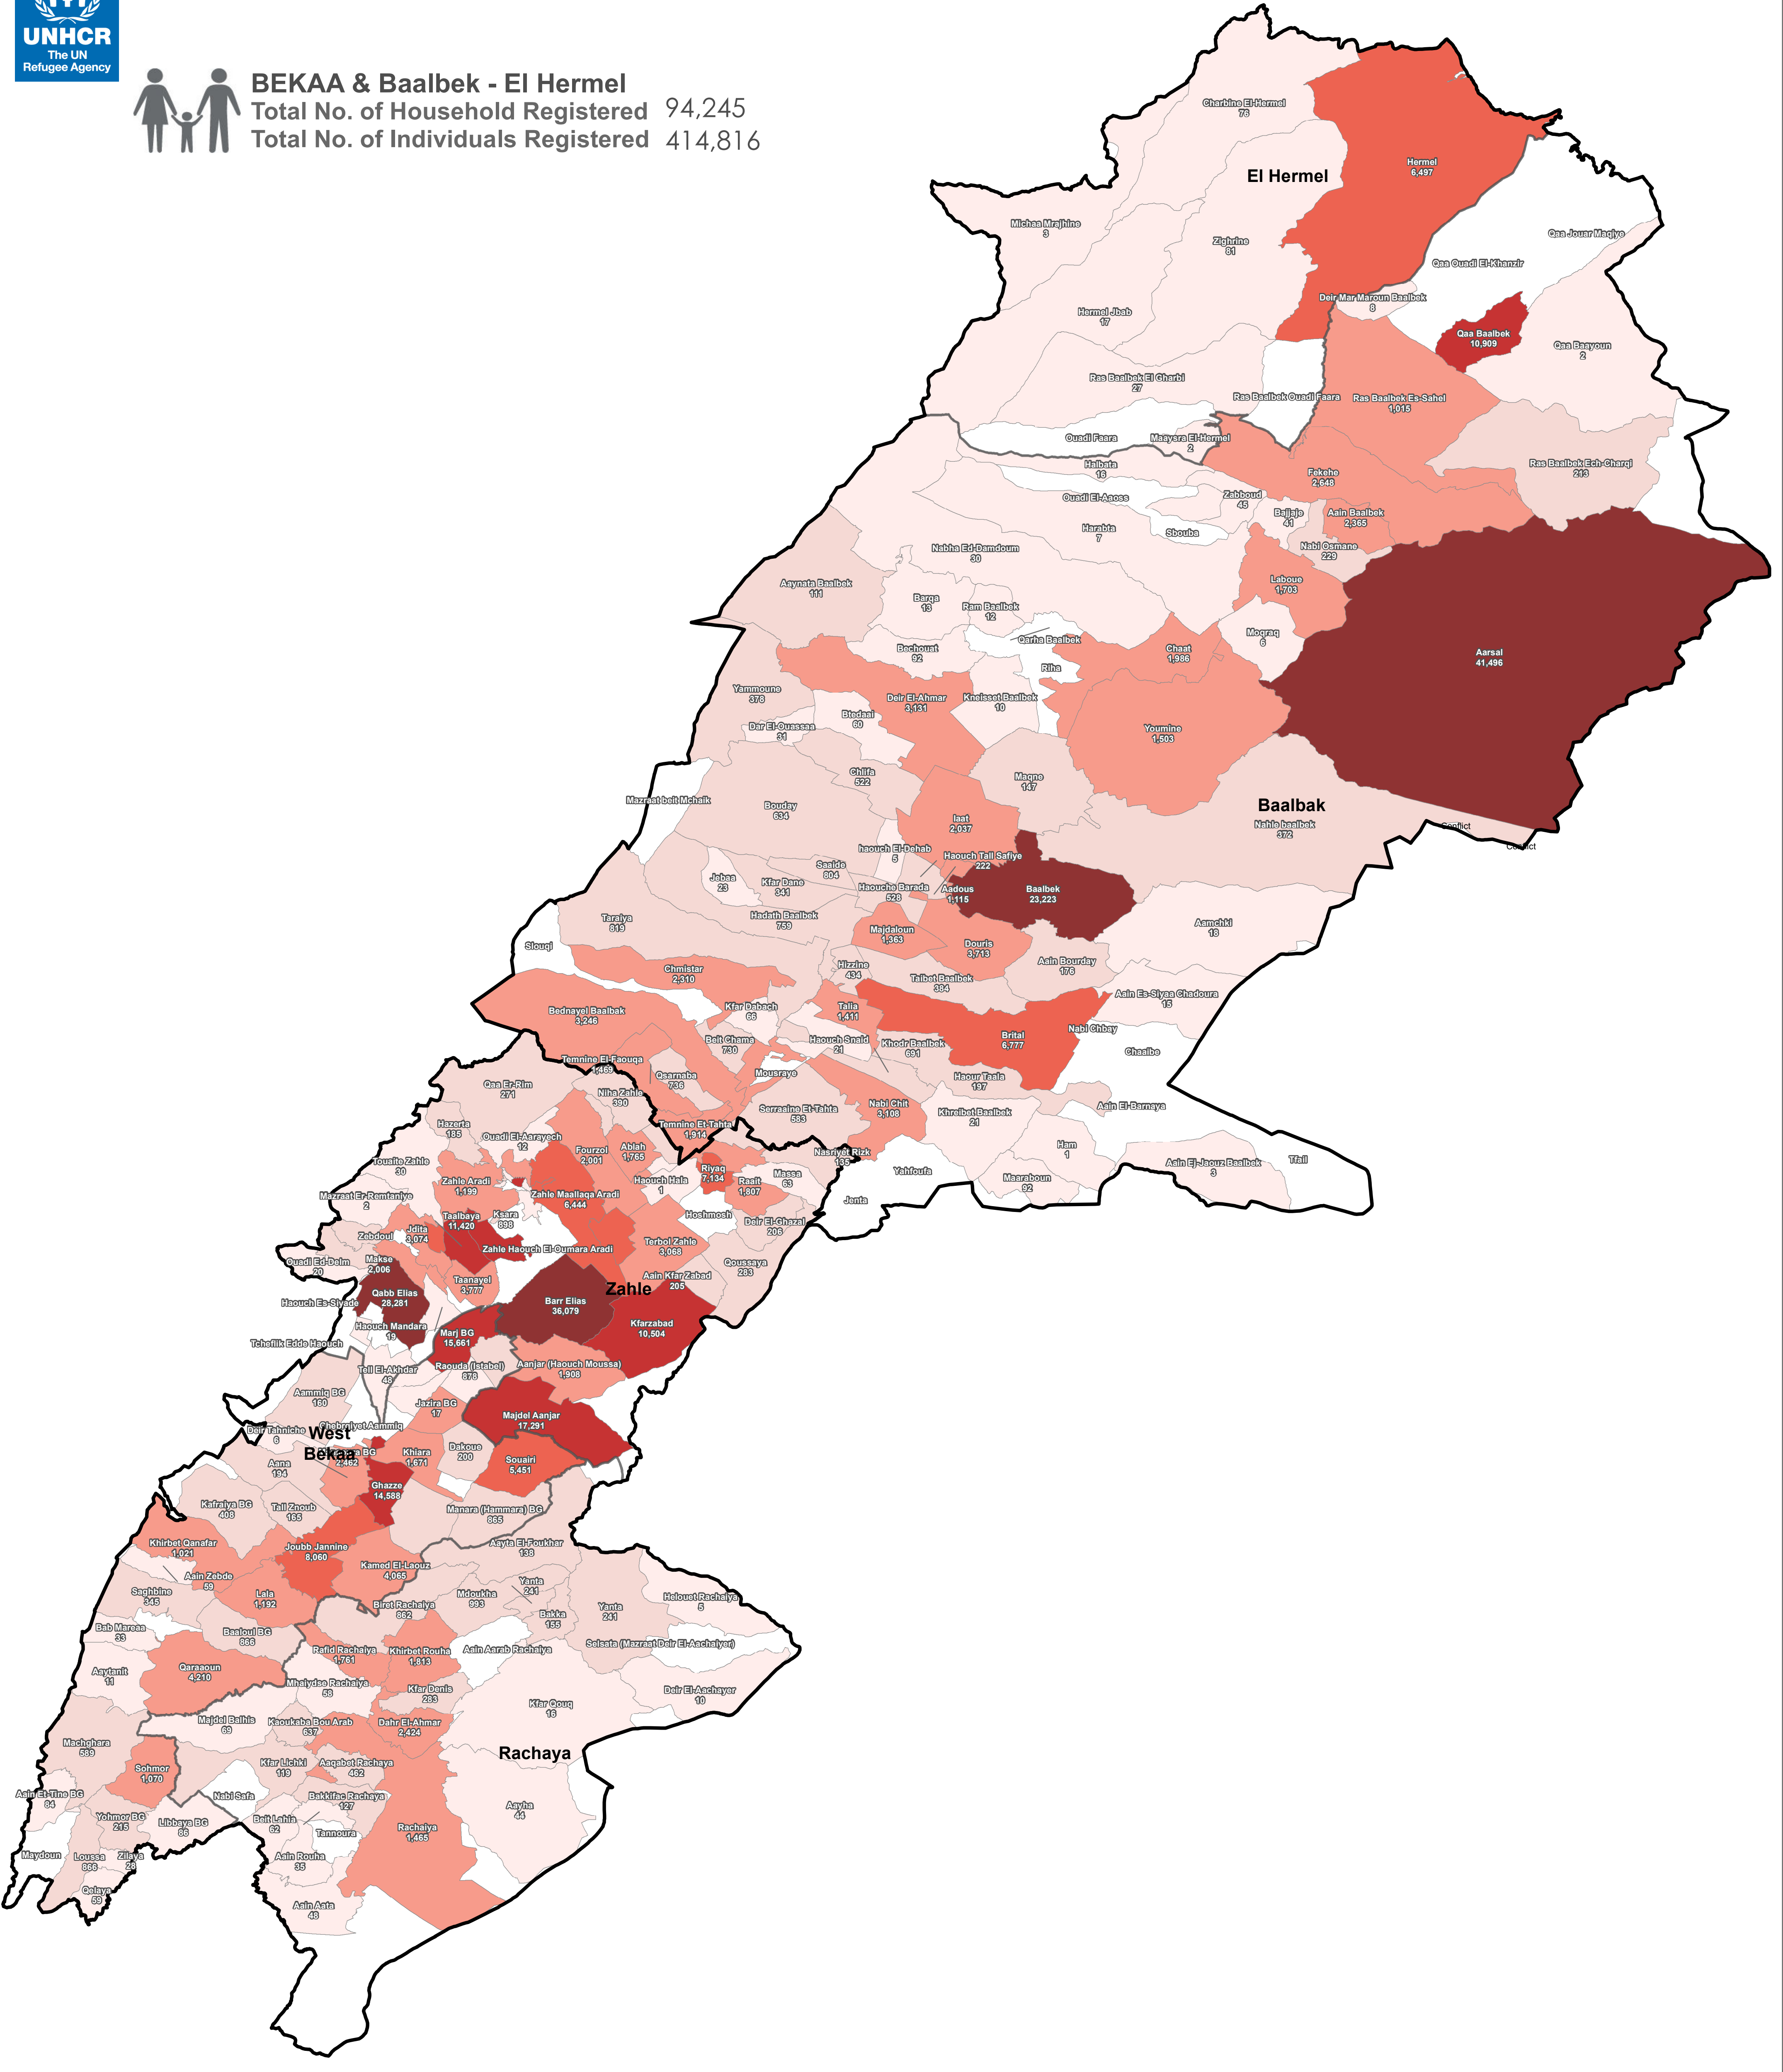 UNHCR
The UN
Refugee Agency
BEKAA & Baalbek - El Hermel
Total No. of Household Registered 94,245
Total No. of Individuals Registered 414,816
Charbine El-Hermel
76
Hermel
6,497
El Hermel
Michaa Mrajhine
3
Zighrine
81
Qaa Jouar Maqiye
Qaa Ouadi El-Khanzir
Deir Mar Maroun Baalbek
8
Hermel Jbab
17
Qaa Baalbek
10,909
Qaa Baayoun
2
Ras Baalbek El Gharbi
27
Ras Baalbek Ouadi Faara
Ras Baalbek Es-Sahel
1,015
Ouadi Faara
Maaysra El-Hermel
2
Halbata
16
Fekehe
2,648
Ras Baalbek Ech-Charqi
213
Ouadi El-Aaoss
Zabboud
45
Bajjaje
41
Aain Baalbek
2,365
Harabta
7
Sbouba
Nabi Osmane
229
Nabha Ed-Damdoum
30
Aaynata Baalbek
111
Laboue
1,703
Barqa
13
Ram Baalbek
12
Moqraq
6
Qarha Baalbek
Bechouat
92
Chaat
1,986
Aarsal
41,496
Riha
Yammoune
378
Deir El-Ahmar
3,131
Kneisset Baalbek
10
Btedaai
60
Dar El-Ouassaa
31
Youmine
1,503
Chlifa
522
Maqne
147
Mazraat beit Mchaik
Bouday
634
Baalbak
Iaat
2,037
Nahle baalbek
372
Conflict
Conflict
haouch El-Dehab
5
Haouch Tall Safiye
222
Saaide
804
Jebaa
23
Kfar Dane
341
Haouche Barada
528
Aadous
1,115
Baalbek
23,223
Taraiya
819
Hadath Baalbek
759
Aamchki
18
Majdaloun
1,363
Slouqi
Douris
3,713
Chmistar
2,310
Hizzine
434
Aain Bourday
176
Taibet Baalbek
384
Aain Es-Siyaa Chadoura
15
Bednayel Baalbak
3,246
Kfar Dabach
66
Talia
1,411
Nabi Chbay
Brital
6,777
Beit Chama
730
Haouch Snaid
21
Khodr Baalbek
691
Chaaibe
Temnine El-Faouqa
1,469
Qsarnaba
736
Mousraye
Haour Taala
197
Qaa Er-Rim
271
Niha Zahle
390
Serraaine Et-Tahta
583
Nabi Chit
3,108
Khreibet Baalbek
21
Aain El-Barnaya
Hazerta
185
Temnine Et-Tahta
1,914
Ouadi El-Aarayech
12
Fourzol
2,001
Ablah
1,765
Nasriyet Rizk
135
Ham
1
Touaite Zahle
30
Riyaq
7,134
Yahfoufa
Aain Ej-Jaouz Baalbek
3
Tfail
Zahle Aradi
1,199
Haouch Hala
1
Raait
1,807
Massa
63
Maaraboun
92
Mazraat Er-Remtaniye
2
Zahle Maallaqa Aradi
6,444
Jenta
Taalbaya
11,420
Ksara
898
Hoshmosh
Deir El-Ghazal
206
Zebdoul
Jdita
3,074
Zahle Haouch El-Oumara Aradi
Terbol Zahle
3,068
Ouadi Ed-Delm
20
Makse
2,006
Taanayel
3,777
Aain Kfar Zabad
205
Qoussaya
283
Qabb Elias
28,281
Zahle
Haouch Es-Siyade
Barr Elias
36,079
Haouch Mandara
19
Kfarzabad
10,504
Tcheflik Edde Haouch
Marj BG
15,661
Tell El-Akhdar
48
Raouda (Istabel)
878
Aanjar (Haouch Moussa)
1,908
Aammiq BG
160
Jazira BG
17
Majdel Aanjar
17,291
Deir Tahniche
6
Chebrqiyet Aammiq
West
Bekaa
2,462
Khiara
1,671
Dakoue
200
Souairi
5,451
Aana
194
Ghazze
14,588
Kafraiya BG
408
Tall Znoub
165
Manara (Hammara) BG
865
Khirbet Qanafar
1,021
Joubb Jannine
8,060
Aayta El-Foukhar
138
Kamed El-Laouz
4,065
Aain Zebde
59
Saghbine
345
Lala
1,192
Yanta
241
Mdoukha
993
Helouet Rachaiya
5
Biret Rachaiya
862
Bakka
155
Yanta
241
Bab Mareaa
33
Baaloul BG
866
Rafid Rachaiya
1,761
Khirbet Rouha
1,813
Aain Aarab Rachaiya
Selsata (Mazraat Deir El-Aachaiyer)
Aaytanit
11
Qaraaoun
4,210
Mhaiydse Rachaiya
58
Kfar Denis
283
Deir El-Aachayer
10
Kfar Qouq
16
Majdel Balhis
69
Kaoukaba Bou Arab
637
Dahr El-Ahmar
2,424
Machghara
589
Rachaya
Sohmor
1,070
Kfar Lichki
119
Aaqabet Rachaya
462
Aain Et-Tine BG
84
Nabi Safa
Bakkifac Rachaya
127
Aayha
44
Yohmor BG
215
Libbaya BG
86
Beit Lahia
62
Tannoura
Rachaiya
1,465
Maydoun
Loussa
866
Zilaya
28
Aain Rouha
35
Qelaya
59
Aain Aata
48